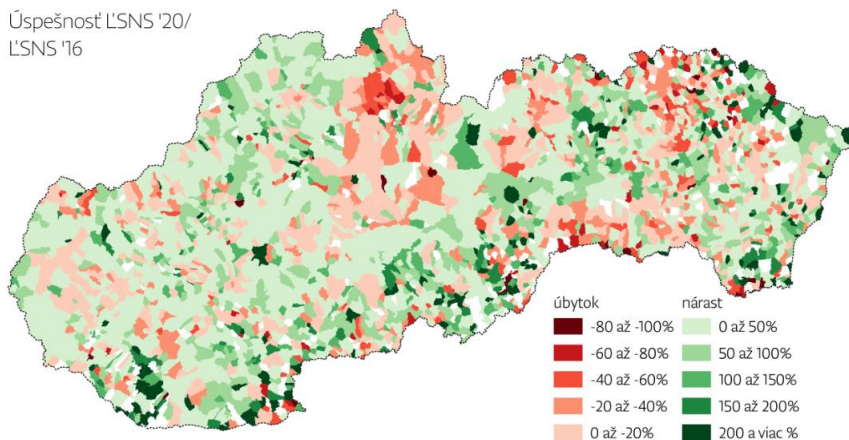 Úspešnosť ĽSNS '20/
ĽSNS '16
úbytok
-80 až -100%
-60 až -80%
-40 až -60%
-20 až -40%
0 až -20%
nárast
0 až 50%
50 až 100%
100 až 150%
150 až 200%
200 a viac %